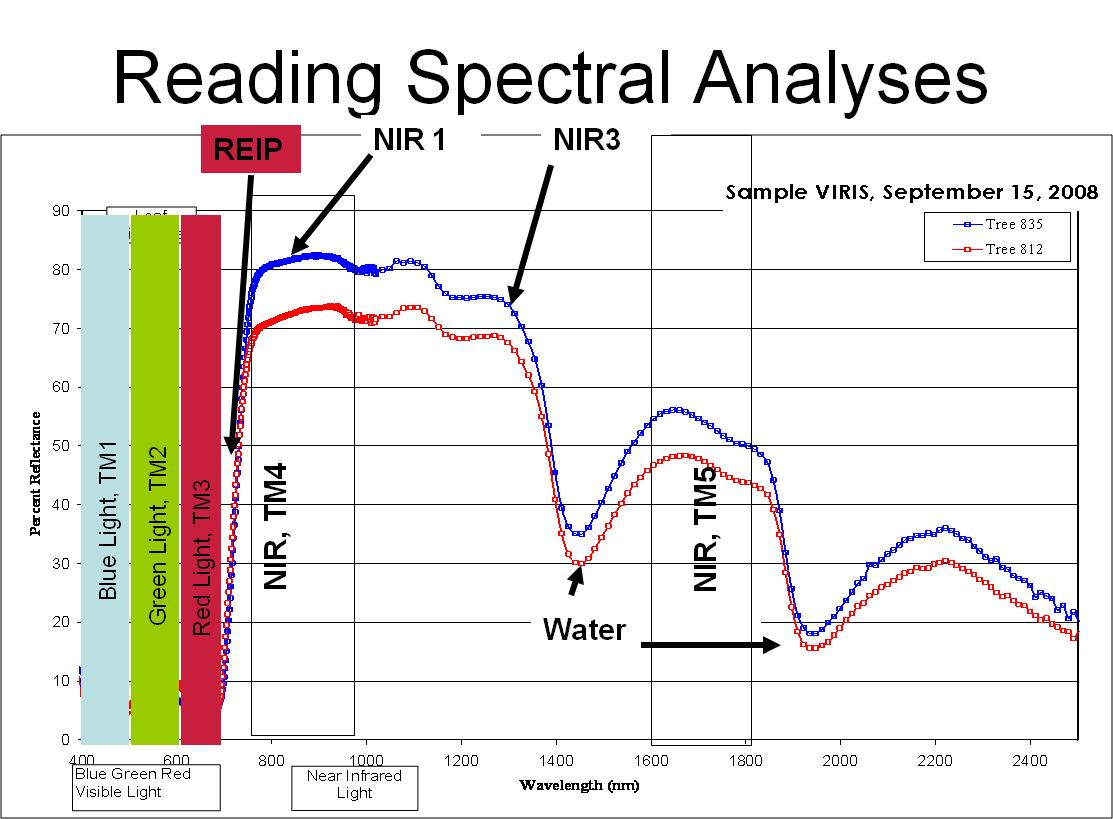 Reading Spectral Analyses
REIP
NIR 1
NIR3
Sample VIRIS, September 15, 2008
Tree 835
Tree 812
Leaf
Percent Reflectance
90
80
70
60
50
40
30
20
10
0
Blue Light, TM1
Green Light, TM2
Red Light, TM3
NIR, TM4
NIR, TM5
Water
400
600
800
1000
1200
1400
1600
1800
2000
2200
2400
Wavelength (nm)
Blue Green Red
Visible Light
Near Infrared
Light